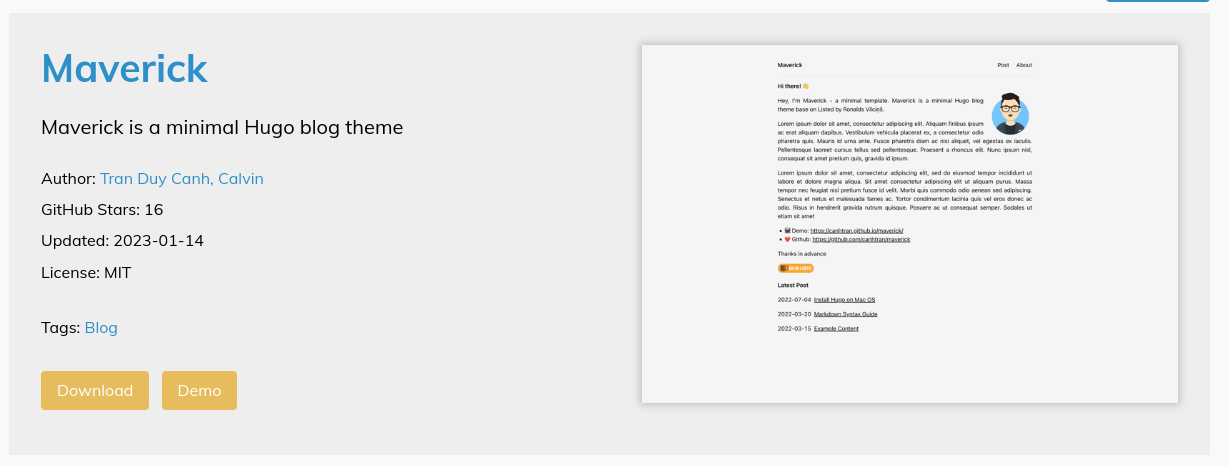 Maverick
Maverick is a minimal Hugo blog theme
Author: Tran Duy Canh, Calvin
GitHub Stars: 16
Updated: 2023-01-14
License: MIT
Tags: Blog
Download Demo
Maverick Post About
Hi there! 👋
Hey, I'm Maverick - a minimal template. Maverick is a minimal Hugo blog
theme base on Listed by Ronalds Vilciņš.
Lorem ipsum dolor sit amet, consectetur adipiscing elit. Aliquam finibus ipsum
ac erat aliquam dapibus. Vestibulum vehicula placerat ex, a consectetur odio
pharetra quis. Mauris id urna ante. Fusce pharetra diam ac nisi aliquet, vel egestas ex iaculis.
Pellentesque laoreet cursus tellus sed pellentesque. Praesent a rhoncus elit. Nunc ipsum nisl,
consequat sit amet pretium quis, gravida id ipsum.
Lorem ipsum dolor sit amet, consectetur adipiscing elit, sed do eiusmod tempor incididunt ut
labore et dolore magna aliqua. Sit amet consectetur adipiscing elit ut aliquam purus. Massa
tempor nec feugiat nisl pretium fusce id velit. Morbi quis commodo odio aenean sed adipiscing.
Senectus et netus et malesuada fames ac. Tortor condimentum lacinia quis vel eros donec ac
odio. Risus in hendrerit gravida rutrum quisque. Posuere ac ut consequat semper. Sodales ut
etiam sit amet
• Demo: https://canhtran.github.io/maverick/
• ❤️ Github: https://github.com/canhtran/maverick
Thanks in advance
Latest Post
2022-07-04 Install Hugo on Mac OS
2022-03-20 Markdown Syntax Guide
2022-03-15 Example Content